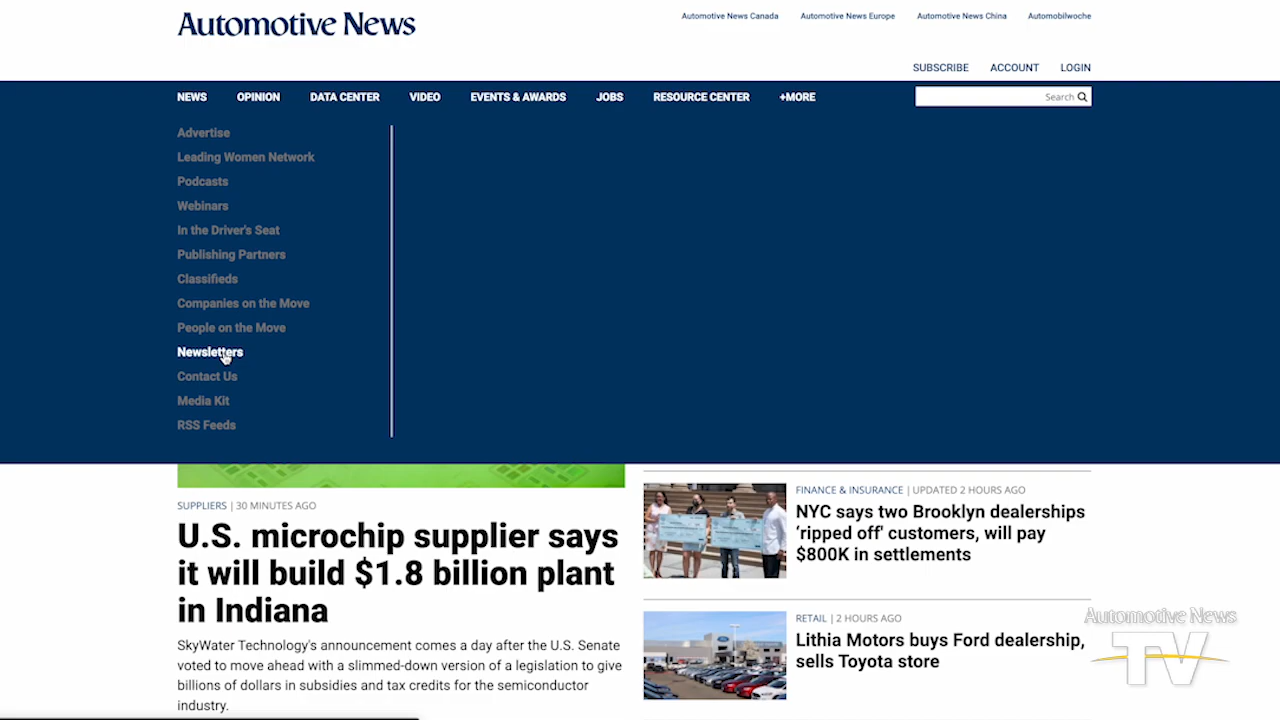 Automotive News
Automotive News Canada
Automotive News Europe
Automotive News China
Automobilwoche
SUBSCRIBE
ACCOUNT
LOGIN
NEWS
OPINION
DATA CENTER
VIDEO
EVENTS & AWARDS
JOBS
RESOURCE CENTER
+MORE
Search
Advertise
Leading Women Network
Podcasts
Webinars
In the Driver's Seat
Publishing Partners
Classifieds
Companies on the Move
People on the Move
Newsletters
Contact Us
Media Kit
RSS Feeds
SUPPLIERS | 30 MINUTES AGO
U.S. microchip supplier says
it will build $1.8 billion plant
in Indiana
SkyWater Technology's announcement comes a day after the U.S. Senate
voted to move ahead with a slimmed-down version of a legislation to give
billions of dollars in subsidies and tax credits for the semiconductor
industry.
FINANCE & INSURANCE | UPDATED 2 HOURS AGO
NYC says two Brooklyn dealerships
‘ripped off' customers, will pay
$800K in settlements
RETAIL | 2 HOURS AGO
Lithia Motors buys Ford dealership,
sells Toyota store
Automotive News
TV